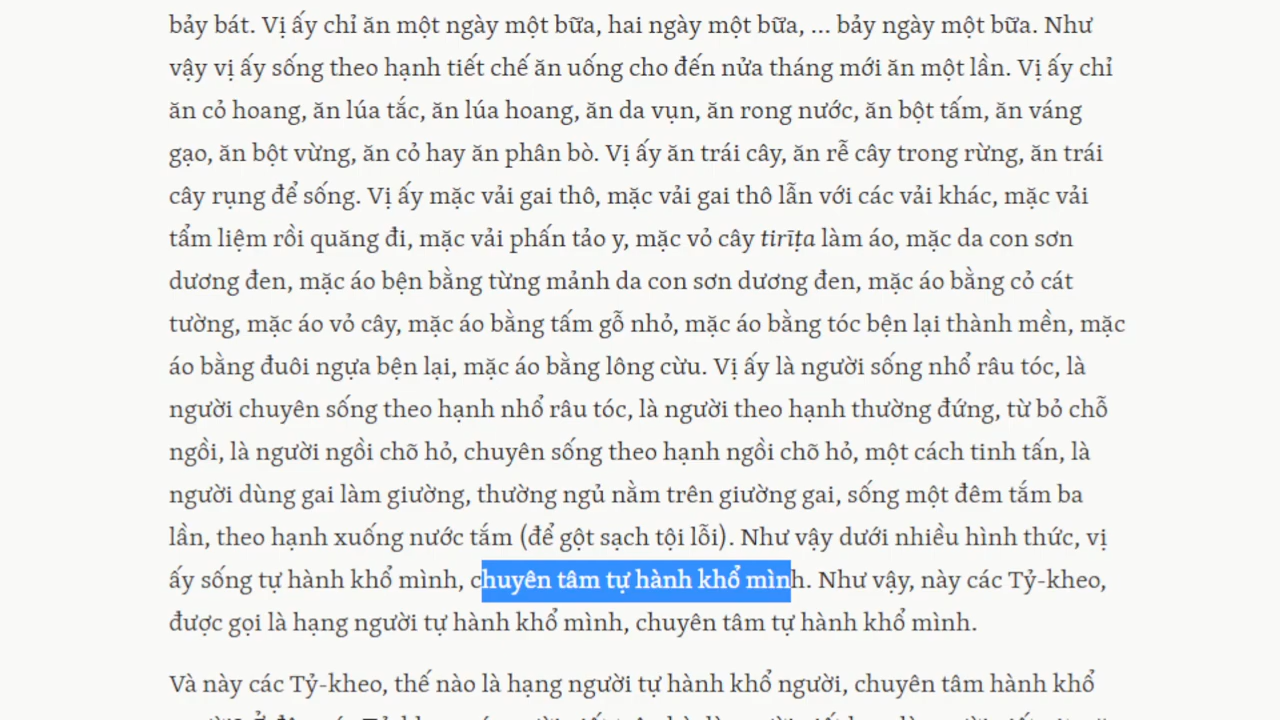 bảy bát. Vị ấy chỉ ăn một ngày một bữa, hai ngày một bữa, ... bảy ngày một bữa. Như
vậy vị ấy sống theo hạnh tiết chế ăn uống cho đến nửa tháng mới ăn một lần. Vị ấy chỉ
ăn cỏ hoang, ăn lúa tắc, ăn lúa hoang, ăn da vụn, ăn rong nước, ăn bột tấm, ăn váng
gạo, ăn bột vừng, ăn cỏ hay ăn phân bò. Vị ấy ăn trái cây, ăn rễ cây trong rừng, ăn trái
cây rụng để sống. Vị ấy mặc vải gai thô, mặc vải gai thô lẫn với các vải khác, mặc vải
tẩm liệm rồi quăng đi, mặc vải phấn tảo y, mặc vỏ cây tirīṭa làm áo, mặc da con sơn
dương đen, mặc áo bện bằng từng mảnh da con sơn dương đen, mặc áo bằng cỏ cát
tường, mặc áo vỏ cây, mặc áo bằng tấm gỗ nhỏ, mặc áo bằng tóc bện lại thành mền, mặc
áo bằng đuôi ngựa bện lại, mặc áo bằng lông cừu. Vị ấy là người sống nhổ râu tóc, là
người chuyên sống theo hạnh nhổ râu tóc, là người theo hạnh thường đứng, từ bỏ chỗ
ngồi, là người ngồi chõ hỏ, chuyên sống theo hạnh ngồi chõ hỏ, một cách tinh tấn, là
người dùng gai làm giường, thường ngủ nằm trên giường gai, sống một đêm tắm ba
lần, theo hạnh xuống nước tắm (để gột sạch tội lỗi). Như vậy dưới nhiều hình thức, vị
ấy sống tự hành khổ mình, chuyên tâm tự hành khổ mình. Như vậy, này các Tỷ-kheo,
được gọi là hạng người tự hành khổ mình, chuyên tâm tự hành khổ mình.
Và này các Tỷ-kheo, thế nào là hạng người tự hành khổ người, chuyên tâm hành khổ